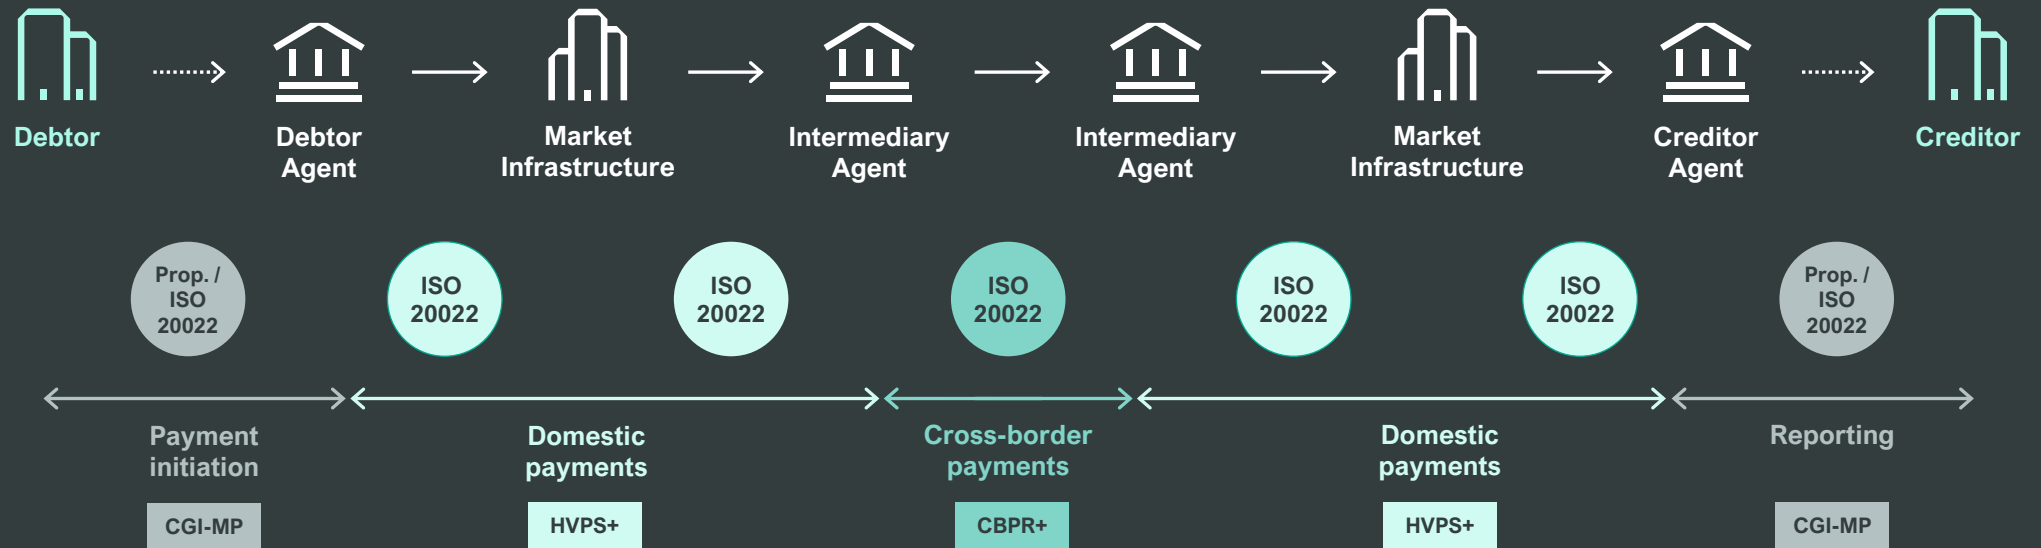 Debtor
Debtor
Agent
Market
Infrastructure
Intermediary
Agent
Intermediary
Agent
Market
Infrastructure
Creditor
Agent
Creditor
Prop. /
ISO
20022
ISO
20022
ISO
20022
ISO
20022
ISO
20022
ISO
20022
Prop. /
ISO
20022
Payment
initiation
Domestic
payments
Cross-border
payments
Domestic
payments
Reporting
CGI-MP
HVPS+
CBPR+
HVPS+
CGI-MP